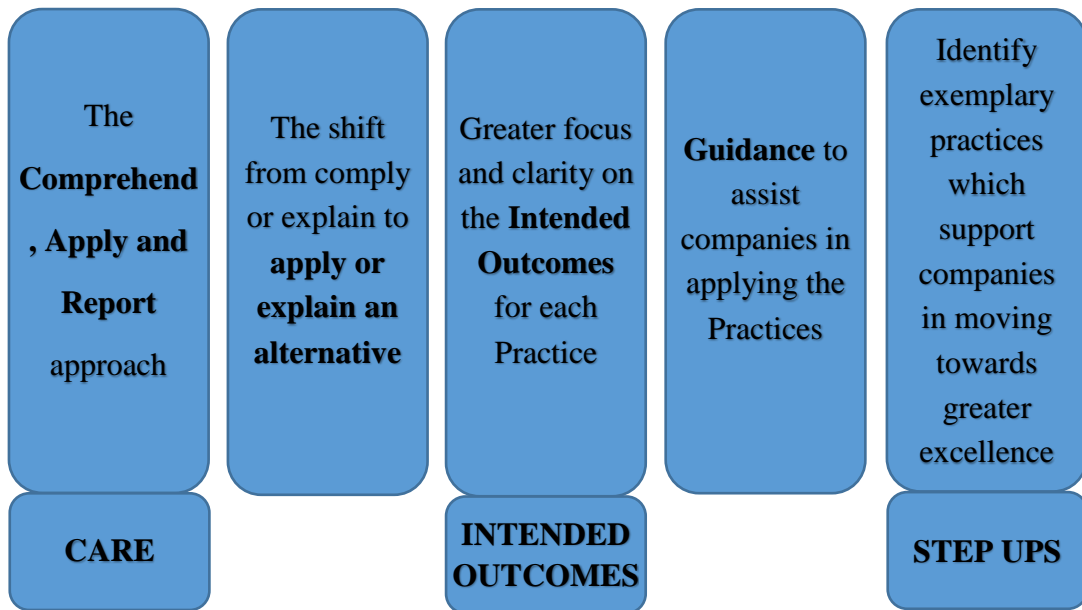 The
Comprehend
, Apply and
Report
approach
The shift
from comply
or explain to
apply or
explain an
alternative
Greater focus
and clarity on
the Intended
Outcomes
for each
Practice
Guidance to
assist
companies in
applying the
Practices
Identify
exemplary
practices
which
support
companies
in moving
towards
greater
excellence
CARE
INTENDED
OUTCOMES
STEP UPS